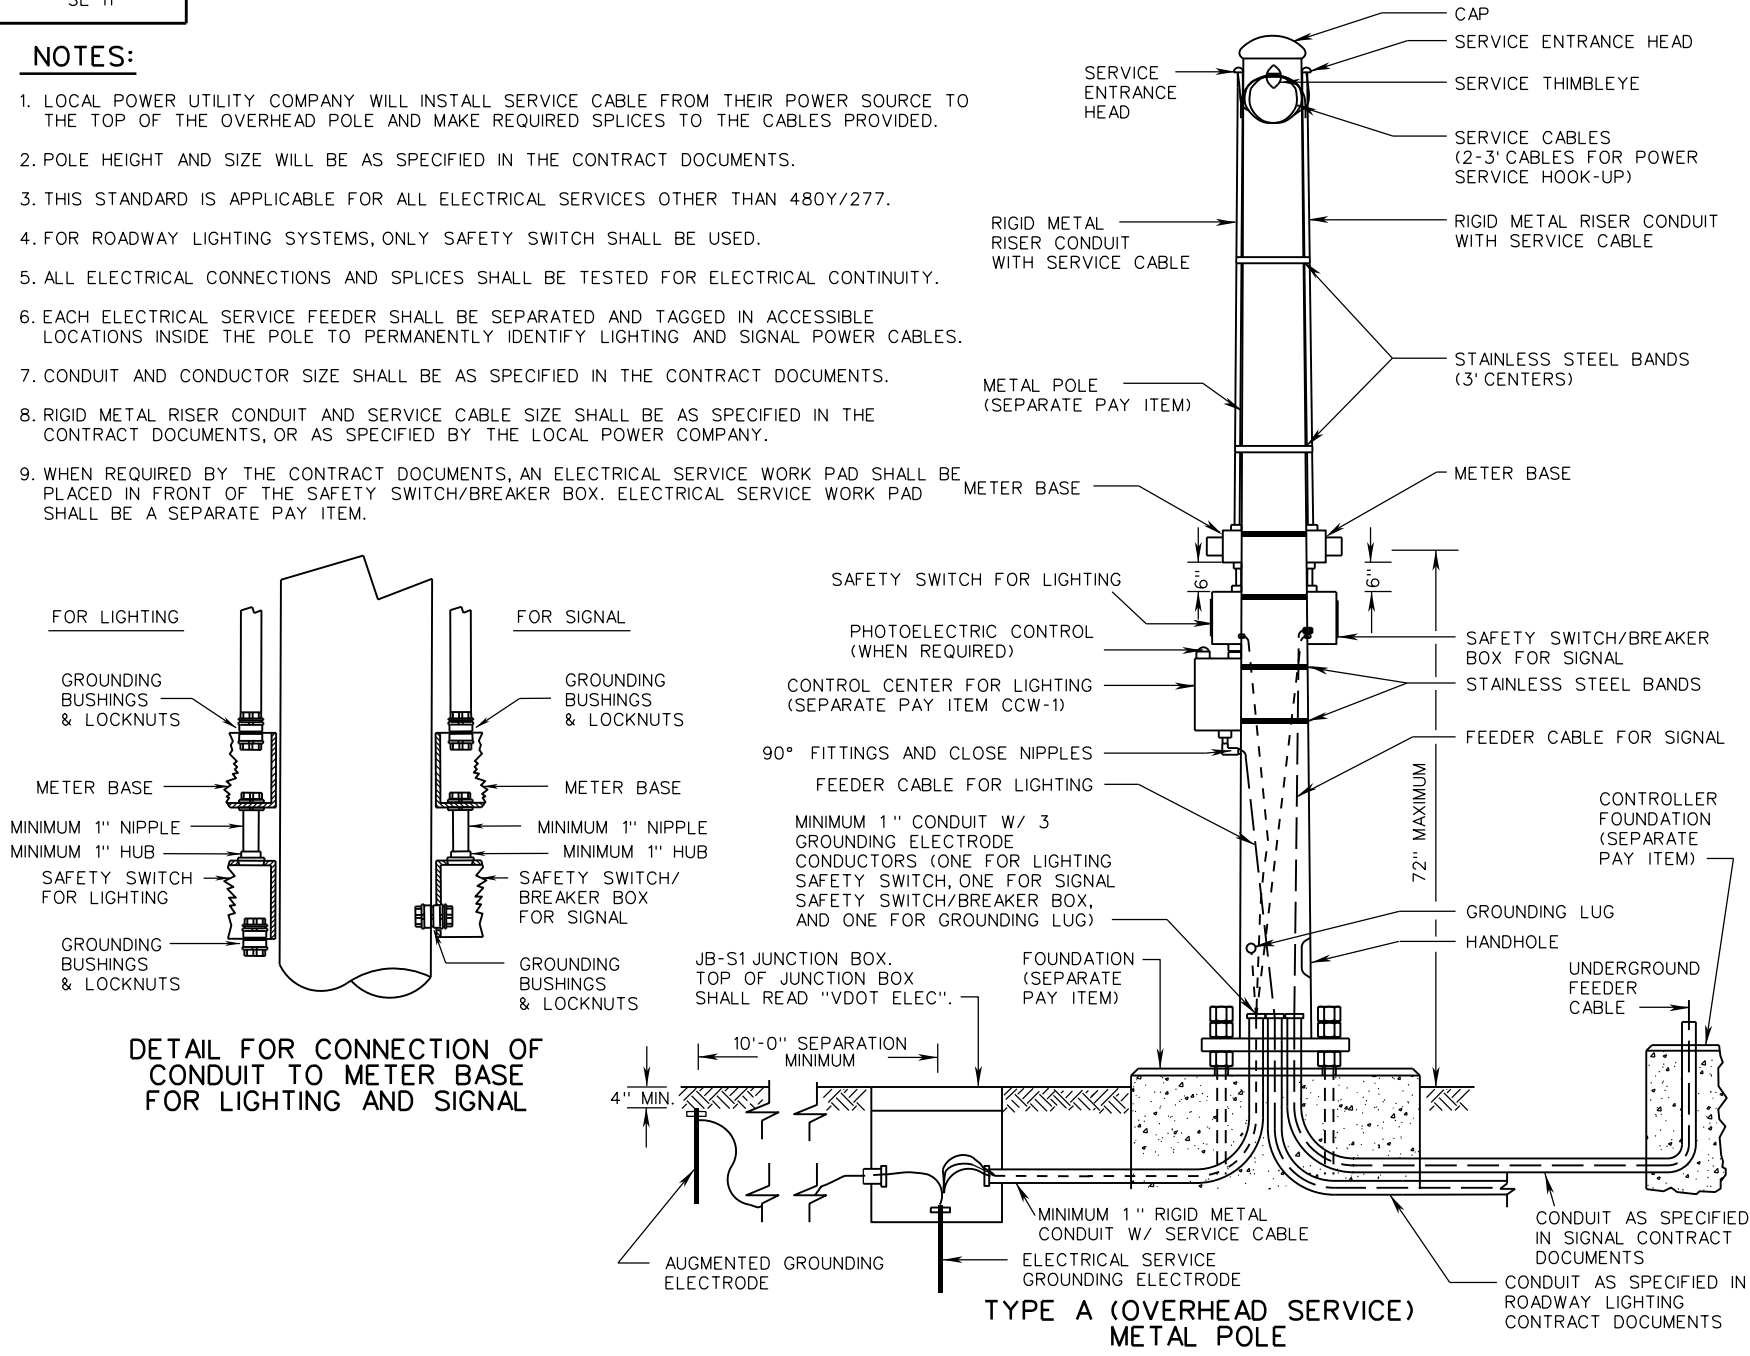 NOTES:
1. LOCAL POWER UTILITY COMPANY WILL INSTALL SERVICE CABLE FROM THEIR POWER SOURCE TO
THE TOP OF THE OVERHEAD POLE AND MAKE REQUIRED SPLICES TO THE CABLES PROVIDED.
2. POLE HEIGHT AND SIZE WILL BE AS SPECIFIED IN THE CONTRACT DOCUMENTS.
3. THIS STANDARD IS APPLICABLE FOR ALL ELECTRICAL SERVICES OTHER THAN 480Y/277.
4. FOR ROADWAY LIGHTING SYSTEMS, ONLY SAFETY SWITCH SHALL BE USED.
5. ALL ELECTRICAL CONNECTIONS AND SPLICES SHALL BE TESTED FOR ELECTRICAL CONTINUITY.
6. EACH ELECTRICAL SERVICE FEEDER SHALL BE SEPARATED AND TAGGED IN ACCESSIBLE
LOCATIONS INSIDE THE POLE TO PERMANENTLY IDENTIFY LIGHTING AND SIGNAL POWER CABLES.
7. CONDUIT AND CONDUCTOR SIZE SHALL BE AS SPECIFIED IN THE CONTRACT DOCUMENTS.
8. RIGID METAL RISER CONDUIT AND SERVICE CABLE SIZE SHALL BE AS SPECIFIED IN THE
CONTRACT DOCUMENTS, OR AS SPECIFIED BY THE LOCAL POWER COMPANY.
9. WHEN REQUIRED BY THE CONTRACT DOCUMENTS, AN ELECTRICAL SERVICE WORK PAD SHALL BE
PLACED IN FRONT OF THE SAFETY SWITCH/BREAKER BOX. ELECTRICAL SERVICE WORK PAD
SHALL BE A SEPARATE PAY ITEM.
FOR LIGHTING
FOR SIGNAL
GROUNDING
BUSHINGS
& LOCKNUTS
GROUNDING
BUSHINGS
& LOCKNUTS
METER BASE
METER BASE
MINIMUM 1" NIPPLE
MINIMUM 1" NIPPLE
MINIMUM 1" HUB
MINIMUM 1" HUB
SAFETY SWITCH
FOR LIGHTING
SAFETY SWITCH/
BREAKER BOX
FOR SIGNAL
GROUNDING
BUSHINGS
& LOCKNUTS
GROUNDING
BUSHINGS
& LOCKNUTS
DETAIL FOR CONNECTION OF
CONDUIT TO METER BASE
FOR LIGHTING AND SIGNAL
CAP
SERVICE ENTRANCE HEAD
SERVICE
ENTRANCE
HEAD
SERVICE THIMBLEYE
SERVICE CABLES
(2-3' CABLES FOR POWER
SERVICE HOOK-UP)
RIGID METAL
RISER CONDUIT
WITH SERVICE CABLE
RIGID METAL RISER CONDUIT
WITH SERVICE CABLE
STAINLESS STEEL BANDS
(3' CENTERS)
METAL POLE
(SEPARATE PAY ITEM)
METER BASE
METER BASE
6"
6"
SAFETY SWITCH FOR LIGHTING
PHOTOELECTRIC CONTROL
(WHEN REQUIRED)
SAFETY SWITCH/BREAKER
BOX FOR SIGNAL
CONTROL CENTER FOR LIGHTING
(SEPARATE PAY ITEM CCW-1)
STAINLESS STEEL BANDS
90° FITTINGS AND CLOSE NIPPLES
FEEDER CABLE FOR SIGNAL
FEEDER CABLE FOR LIGHTING
72" MAXIMUM
CONTROLLER
FOUNDATION
(SEPARATE
PAY ITEM)
MINIMUM 1" CONDUIT W/ 3
GROUNDING ELECTRODE
CONDUCTORS (ONE FOR LIGHTING
SAFETY SWITCH, ONE FOR SIGNAL
SAFETY SWITCH/BREAKER BOX,
AND ONE FOR GROUNDING LUG)
GROUNDING LUG
HANDHOLE
JB-S1 JUNCTION BOX.
TOP OF JUNCTION BOX
SHALL READ "VDOT ELEC".
FOUNDATION
(SEPARATE
PAY ITEM)
UNDERGROUND
FEEDER
CABLE
10'-0" SEPARATION
MINIMUM
4" MIN.
MINIMUM 1" RIGID METAL
CONDUIT W/ SERVICE CABLE
AUGMENTED GROUNDING
ELECTRODE
ELECTRICAL SERVICE
GROUNDING ELECTRODE
CONDUIT AS SPECIFIED
IN SIGNAL CONTRACT
DOCUMENTS
CONDUIT AS SPECIFIED IN
ROADWAY LIGHTING
CONTRACT DOCUMENTS
TYPE A (OVERHEAD SERVICE)
METAL POLE